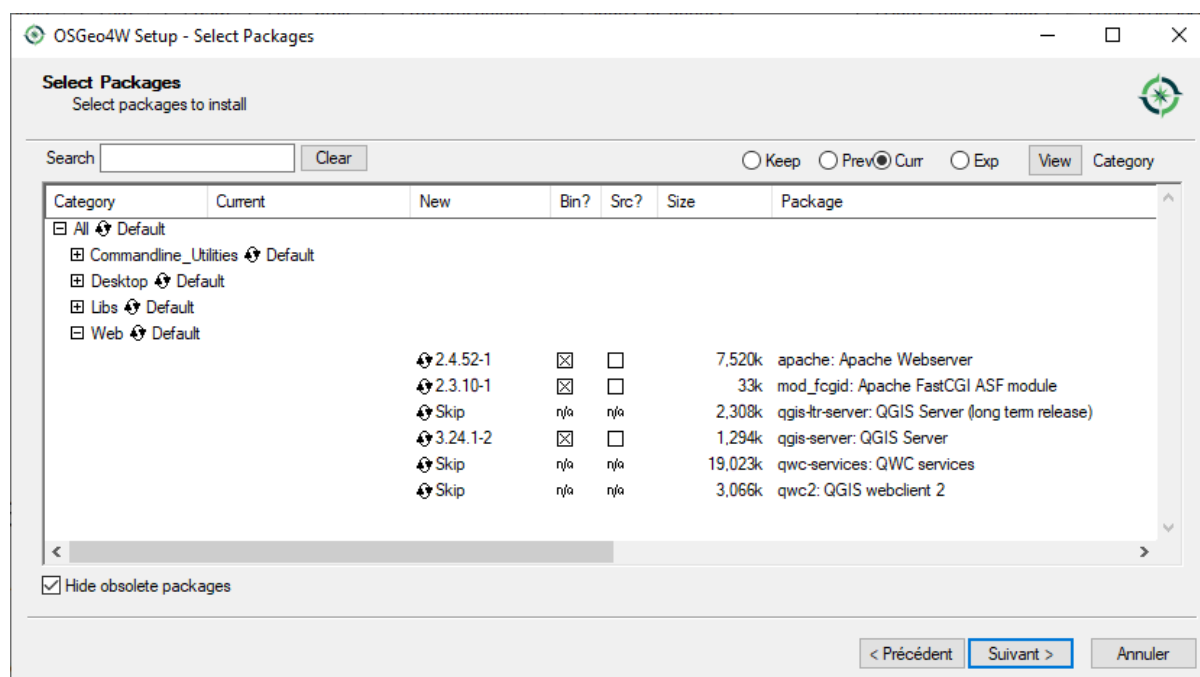 OSGeo4W Setup - Select Packages
Select Packages
Select packages to install
Search Clear Keep Prev Curr Exp View Category
Category Current New Bin? Src? Size Package
All Default
Commandline_Utilities Default
Desktop Default
Libs Default
Web Default
2.4.52-1 7,520k apache: Apache Webserver
2.3.10-1 33k mod_fcgid: Apache FastCGI ASF module
Skip n/a n/a 2,308k qgis-ltr-server: QGIS Server (long term release)
3.24.1-2 1,294k qgis-server: QGIS Server
Skip n/a n/a 19,023k qwc-services: QWC services
Skip n/a n/a 3,066k qwc2: QGIS webclient 2
Hide obsolete packages
< Précédent Suivant > Annuler